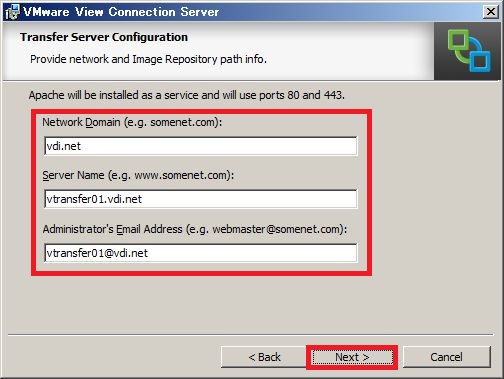 VMware View Connection Server
Transfer Server Configuration
Provide network and Image Repository path info.
Apache will be installed as a service and will use ports 80 and 443.
Network Domain (e.g. somenet.com):
vdi.net
Server Name (e.g. www.somenet.com):
vtransfer01.vdi.net
Administrator's Email Address (e.g. webmaster@somenet.com):
vtransfer01@vdi.net
< Back Next > Cancel